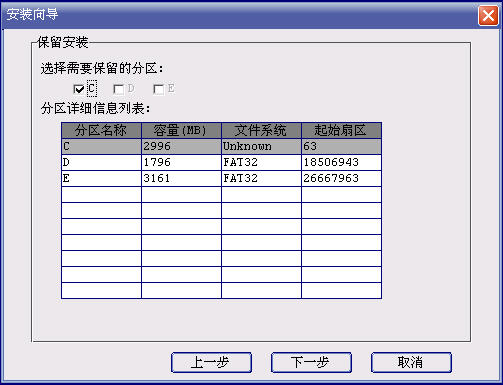 安装向导
保留安装
选择需要保留的分区:
C D E
分区详细信息列表:
分区名称 容量(MB) 文件系统 起始扇区
C 2996 Unknown 63
D 1796 FAT32 18506943
E 3161 FAT32 26667963
上一步 下一步 取消